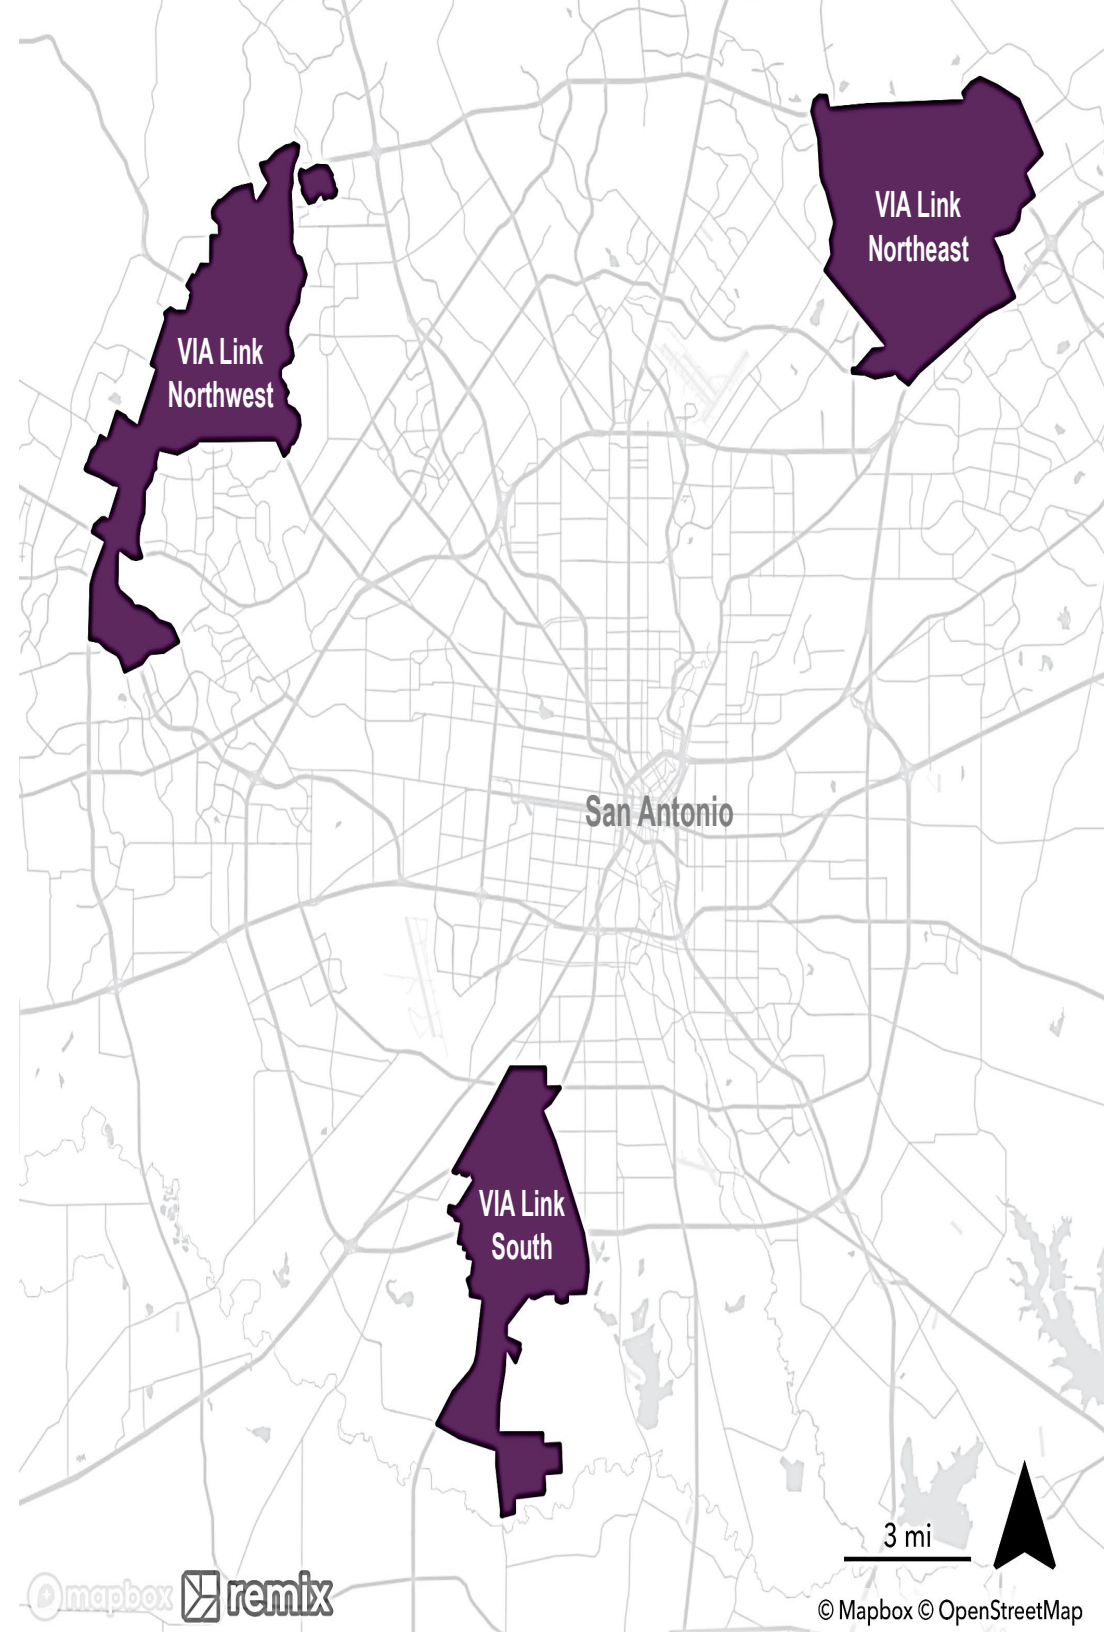 VIA Link
Northeast
VIA Link
Northwest
San Antonio
VIA Link
South
3 mi
mapbox remix
© Mapbox © OpenStreetMap